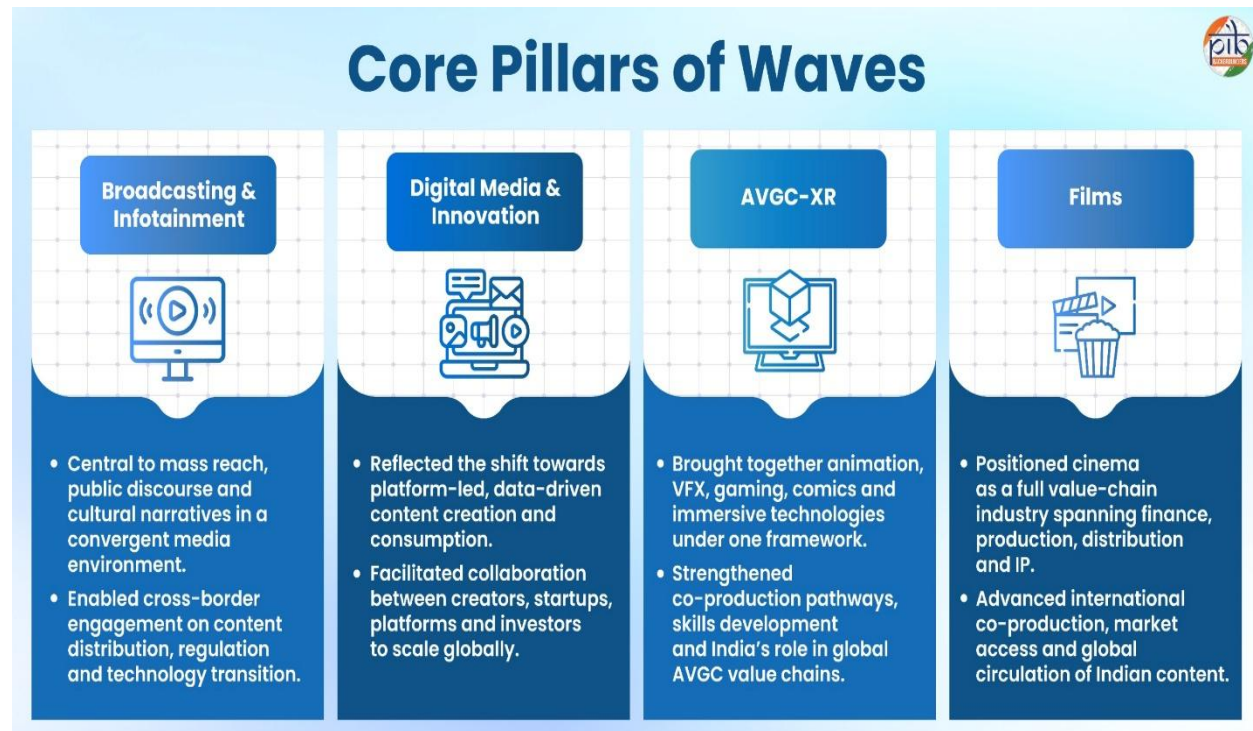 Core Pillars of Waves
pib
Broadcasting &
Infotainment
• Central to mass reach,
public discourse and
cultural narratives in a
convergent media
environment.
• Enabled cross-border
engagement on content
distribution, regulation
and technology transition.
Digital Media &
Innovation
• Reflected the shift towards
platform-led, data-driven
content creation and
consumption.
• Facilitated collaboration
between creators, startups,
platforms and investors
to scale globally.
AVGC-XR
• Brought together animation,
VFX, gaming, comics and
immersive technologies
under one framework.
• Strengthened
co-production pathways,
skills development
and India's role in global
AVGC value chains.
Films
• Positioned cinema
as a full value-chain
industry spanning finance,
production, distribution
and IP.
• Advanced international
co-production, market
access and global
circulation of Indian content.